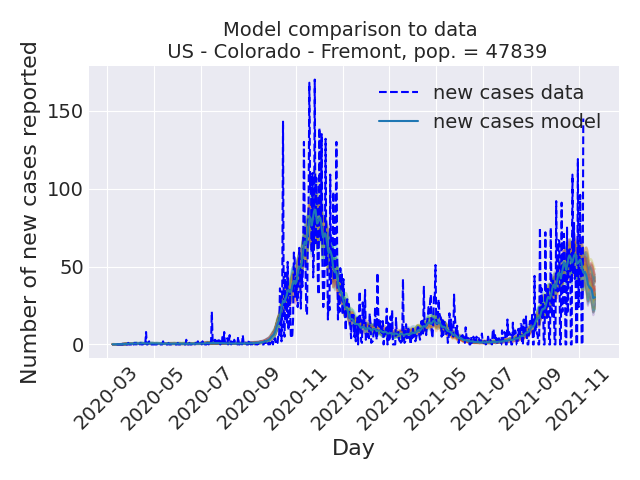 Model comparison to data
US - Colorado - Fremont, pop. = 47839
Number of new cases reported
150
100
50
0
new cases data
new cases model
2020-03
2020-05
2020-07
2020-09
2020-11
2021-01
2021-03
2021-05
2021-07
2021-09
2021-11
Day